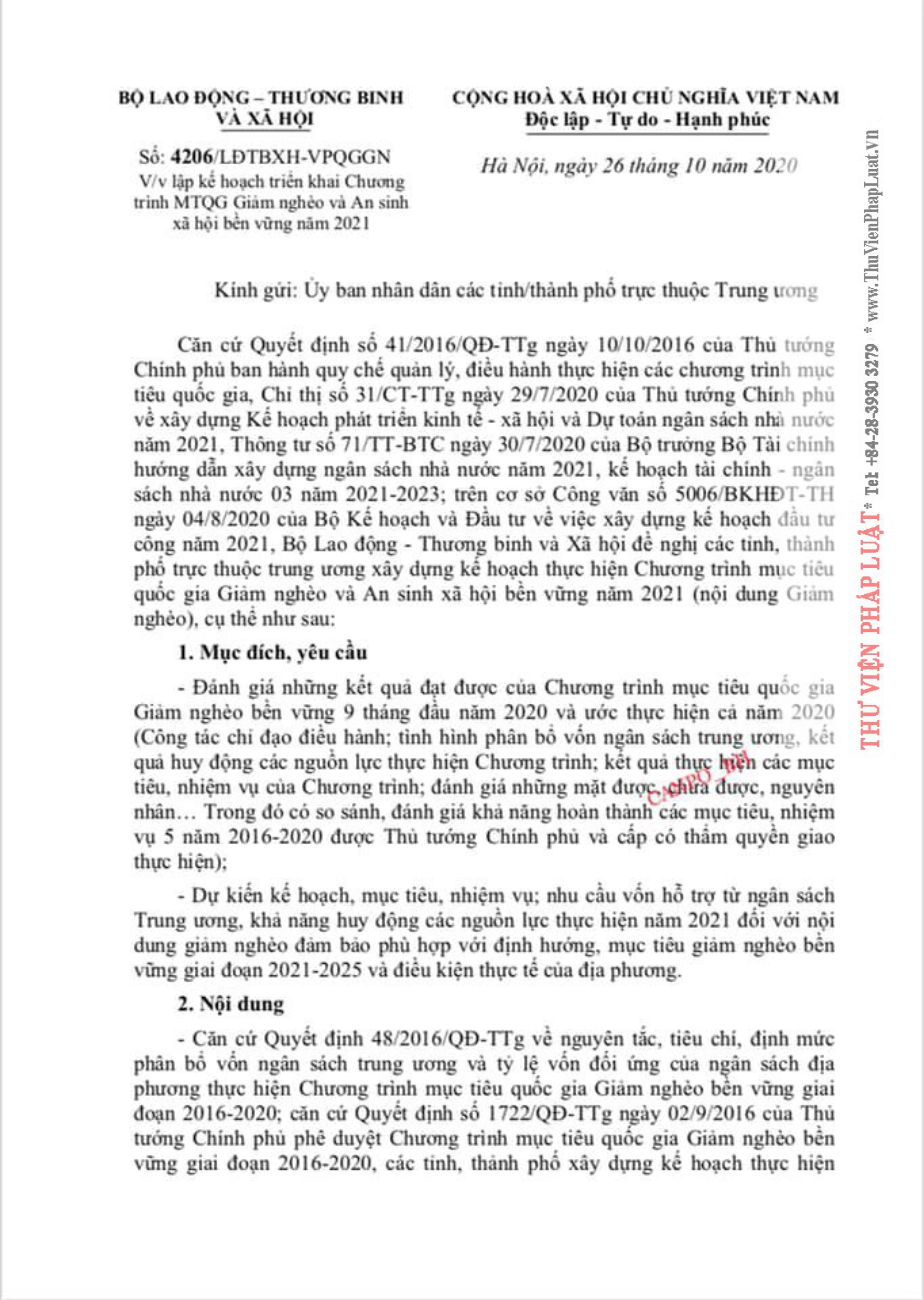 BỘ LAO ĐỘNG – THƯƠNG BINH
VÀ XÃ HỘI
CỘNG HOÀ XÃ HỘI CHỦ NGHĨA VIỆT NAM
Độc lập - Tự do - Hạnh phúc
Số: 4206/LĐTBXH-VPQGGN
V/v lập kế hoạch triển khai Chương
trình MTQG Giảm nghèo và An sinh
xã hội bền vững năm 2021
Hà Nội, ngày 26 tháng 10 năm 2020
Kính gửi: Ủy ban nhân dân các tỉnh/thành phố trực thuộc Trung ương
Căn cứ Quyết định số 41/2016/QĐ-TTg ngày 10/10/2016 của Thủ tướng
Chính phủ ban hành quy chế quản lý, điều hành thực hiện các chương trình mục
tiêu quốc gia, Chỉ thị số 31/CT-TTg ngày 29/7/2020 của Thủ tướng Chính phủ
về xây dựng Kế hoạch phát triển kinh tế - xã hội và Dự toán ngân sách nhà nước
năm 2021, Thông tư số 71/TT-BTC ngày 30/7/2020 của Bộ trưởng Bộ Tài chính
hướng dẫn xây dựng ngân sách nhà nước năm 2021, kế hoạch tài chính - ngân
sách nhà nước 03 năm 2021-2023; trên cơ sở Công văn số 5006/BKHĐT-TH
ngày 04/8/2020 của Bộ Kế hoạch và Đầu tư về việc xây dựng kế hoạch đầu tư
công năm 2021, Bộ Lao động - Thương binh và Xã hội đề nghị các tỉnh, thành
phố trực thuộc trung ương xây dựng kế hoạch thực hiện Chương trình mục tiêu
quốc gia Giảm nghèo và An sinh xã hội bền vững năm 2021 (nội dung Giảm
nghèo), cụ thể như sau:
1. Mục đích, yêu cầu
- Đánh giá những kết quả đạt được của Chương trình mục tiêu quốc gia
Giảm nghèo bền vững 9 tháng đầu năm 2020 và ước thực hiện cả năm 2020
(Công tác chỉ đạo điều hành; tình hình phân bổ vốn ngân sách trung ương, kết
quả huy động các nguồn lực thực hiện Chương trình; kết quả thực hiện các mục
tiêu, nhiệm vụ của Chương trình; đánh giá những mặt được, chưa được, nguyên
nhân… Trong đó có so sánh, đánh giá khả năng hoàn thành các mục tiêu, nhiệm
vụ 5 năm 2016-2020 được Thủ tướng Chính phủ và cấp có thẩm quyền giao
thực hiện);
- Dự kiến kế hoạch, mục tiêu, nhiệm vụ; nhu cầu vốn hỗ trợ từ ngân sách
Trung ương, khả năng huy động các nguồn lực thực hiện năm 2021 đối với nội
dung giảm nghèo đảm bảo phù hợp với định hướng, mục tiêu giảm nghèo bền
vững giai đoạn 2021-2025 và điều kiện thực tế của địa phương.
2. Nội dung
- Căn cứ Quyết định 48/2016/QĐ-TTg về nguyên tắc, tiêu chí, định mức
phân bổ vốn ngân sách trung ương và tỷ lệ vốn đối ứng của ngân sách địa
phương thực hiện Chương trình mục tiêu quốc gia Giảm nghèo bền vững giai
đoạn 2016-2020; căn cứ Quyết định số 1722/QĐ-TTg ngày 02/9/2016 của Thủ
tướng Chính phủ phê duyệt Chương trình mục tiêu quốc gia Giảm nghèo bền
vững giai đoạn 2016-2020, các tỉnh, thành phố xây dựng kế hoạch thực hiện
THƯ VIỆN PHÁP LUẬT * Tel: +84-28-3930 3279 * www.ThuVienPhapLuat.vn